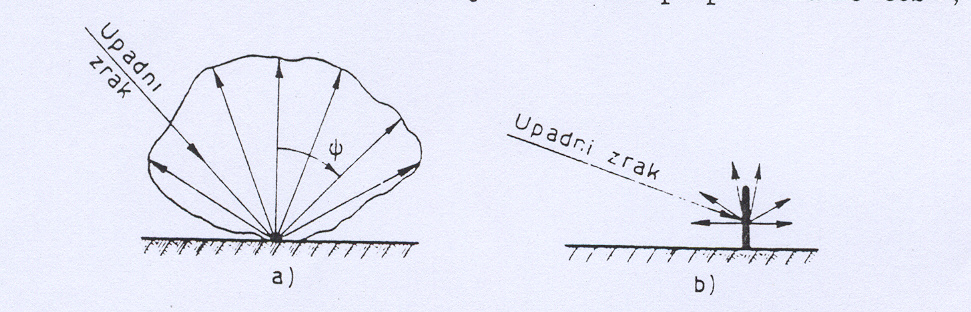 Upadni
zrak
ψ
a)
Upadni zrak
b)